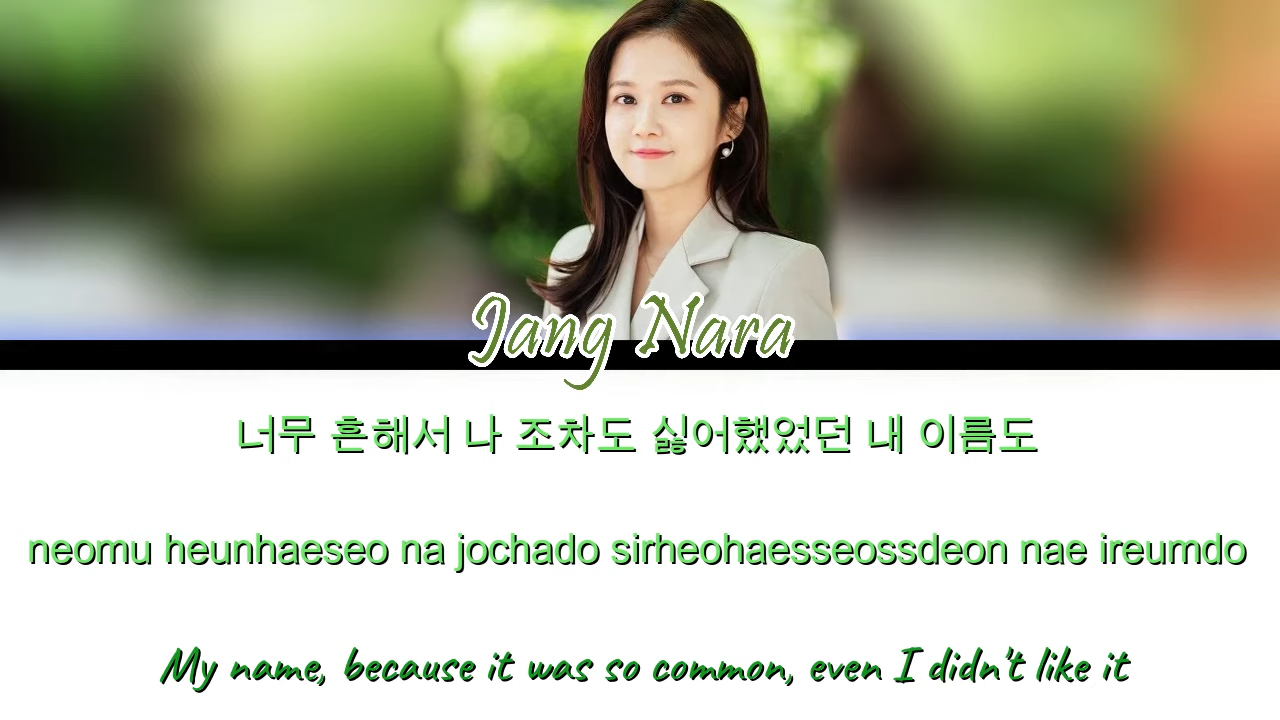 Jang Nara
너무 흔해서 나 조차도 싫어했었던 내 이름도
neomu heunhaeseo na jochado sirheohaesseossdeon nae ireumdo
My name, because it was so common, even I didn't like it